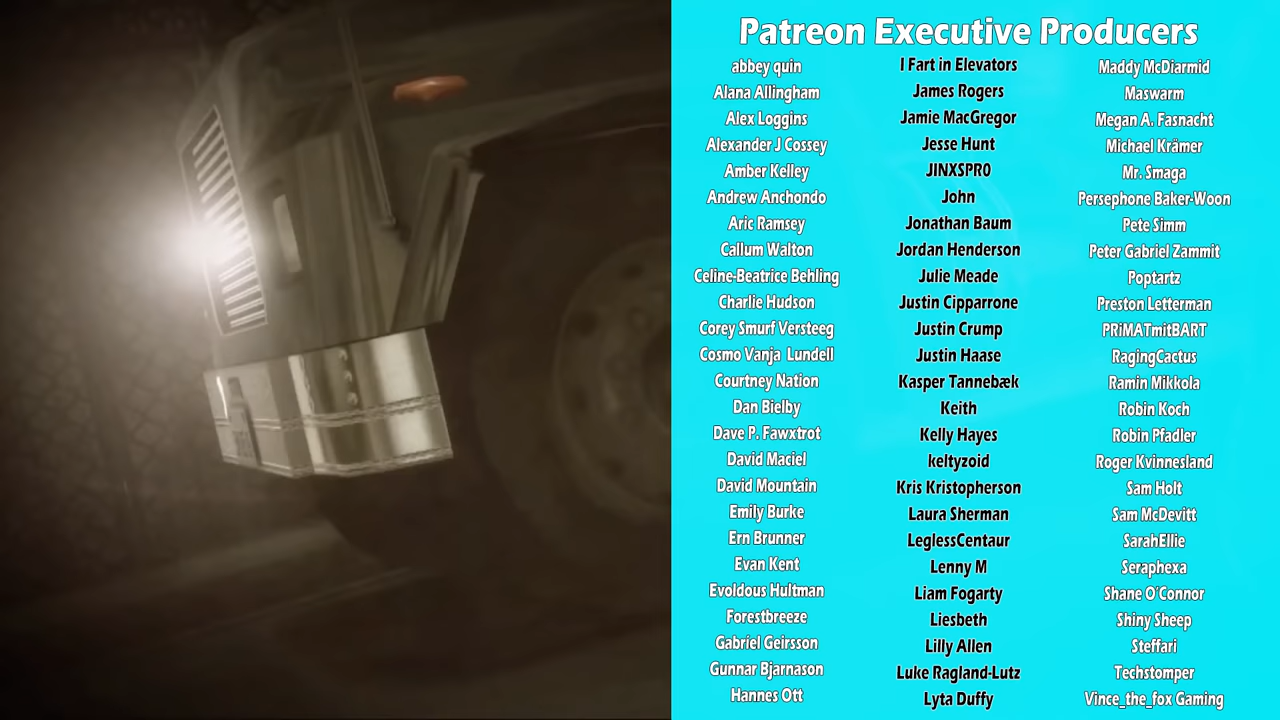 Patreon Executive Producers
abbey quin
Alana Allingham
Alex Loggins
Alexander J Cossey
Amber Kelley
Andrew Anchondo
Aric Ramsey
Callum Walton
Celine-Beatrice Behling
Charlie Hudson
Corey Smurf Versteeg
Cosmo Vanja Lundell
Courtney Nation
Dan Bielby
Dave P. Fawxtrot
David Maciel
David Mountain
Emily Burke
Ern Brunner
Evan Kent
Evoldous Hultman
Forestbreeze
Gabriel Geirsson
Gunnar Bjarnason
Hannes Ott
I Fart in Elevators
James Rogers
Jamie MacGregor
Jesse Hunt
JINXSPR0
John
Jonathan Baum
Jordan Henderson
Julie Meade
Justin Cipparrone
Justin Crump
Justin Haase
Kasper Tannebæk
Keith
Kelly Hayes
keltyzoid
Kris Kristopherson
Laura Sherman
LeglessCentaur
Lenny M
Liam Fogarty
Liesbeth
Lilly Allen
Luke Ragland-Lutz
Lyta Duffy
Maddy McDiarmid
Maswarm
Megan A. Fasnacht
Michael Krämer
Mr. Smaga
Persephone Baker-Woon
Pete Simm
Peter Gabriel Zammit
Poptartz
Preston Letterman
PRiMATmitBART
RagingCactus
Ramin Mikkola
Robin Koch
Robin Pfadler
Roger Kvinnesland
Sam Holt
Sam McDevitt
SarahEllie
Seraphexa
Shane O'Connor
Shiny Sheep
Steffari
Techstomper
Vince_the_fox Gaming